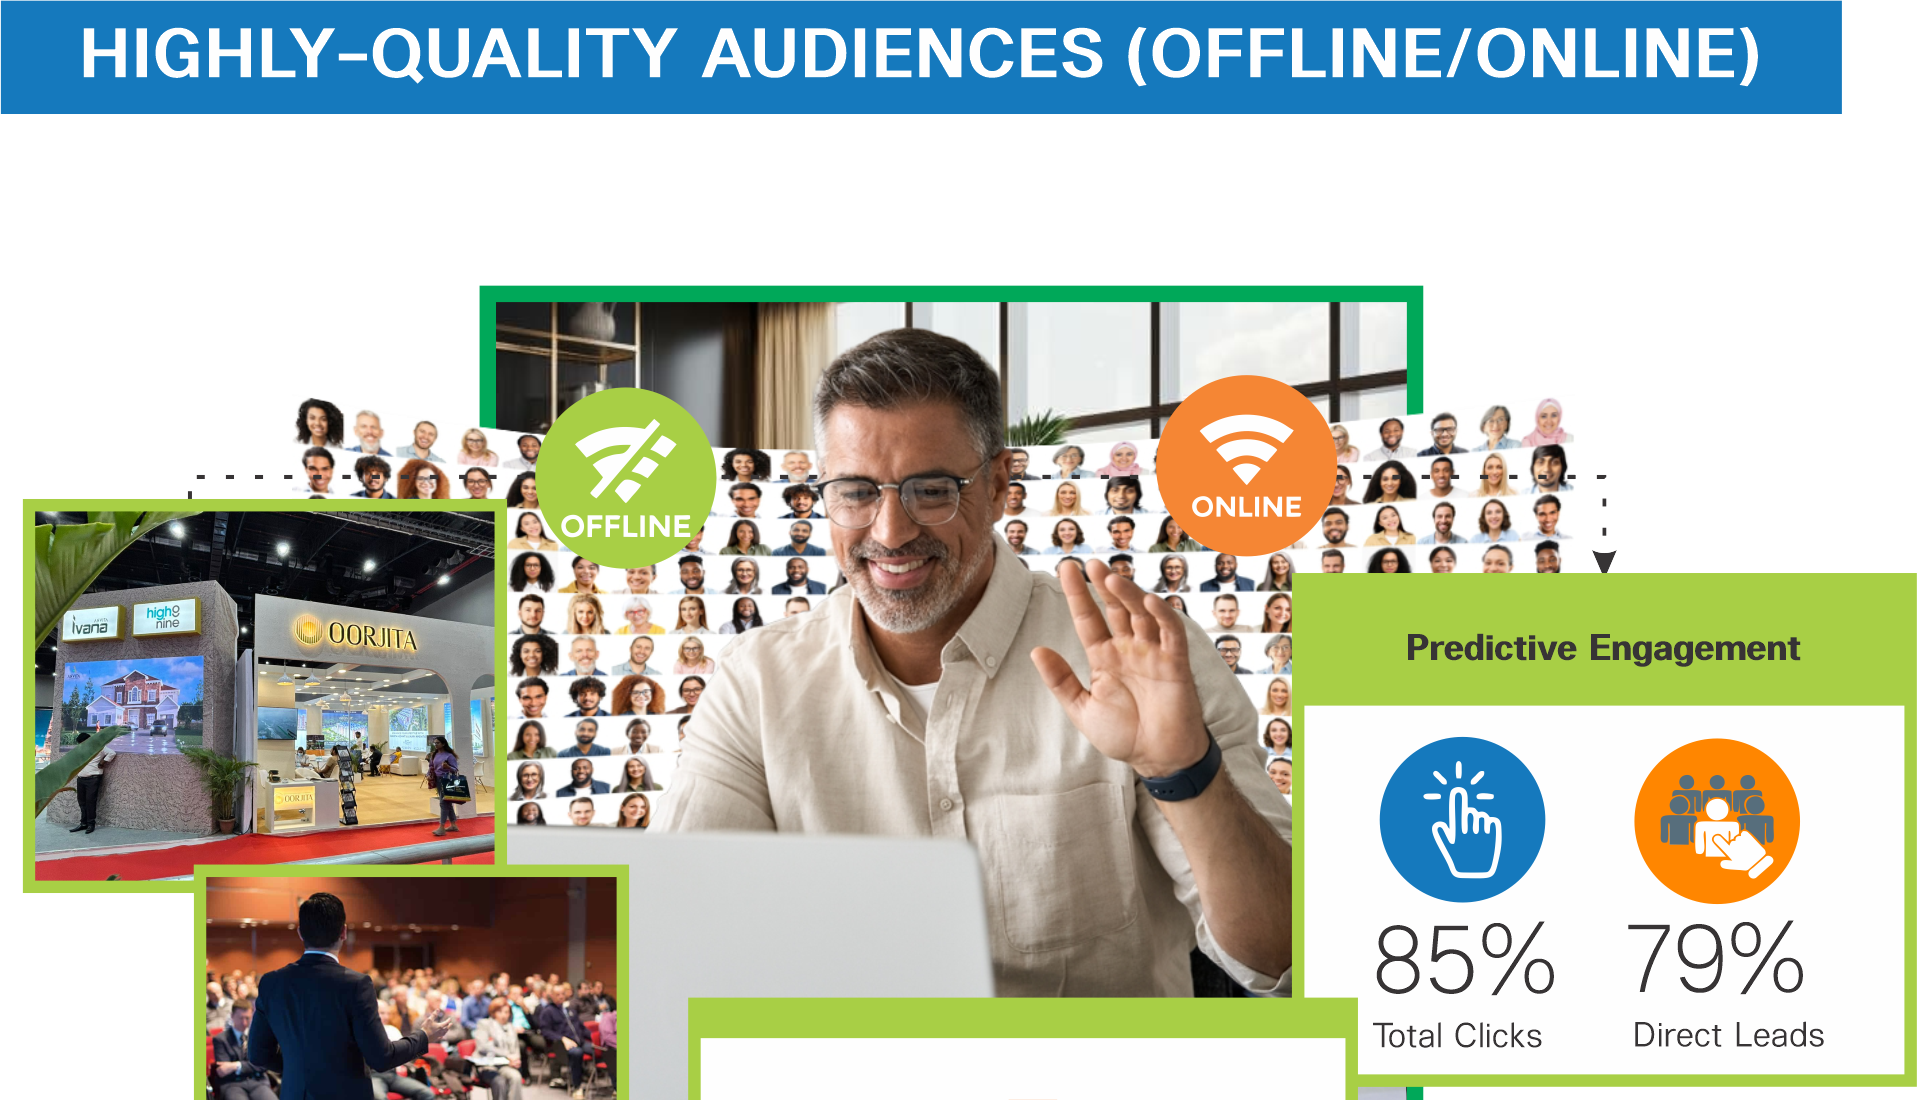 HIGHLY-QUALITY AUDIENCES (OFFLINE/ONLINE)
OFFLINE
ONLINE
ivana
high9
nine
OORJITA
OORJITA
Predictive Engagement
85%
79%
Total Clicks
Direct Leads